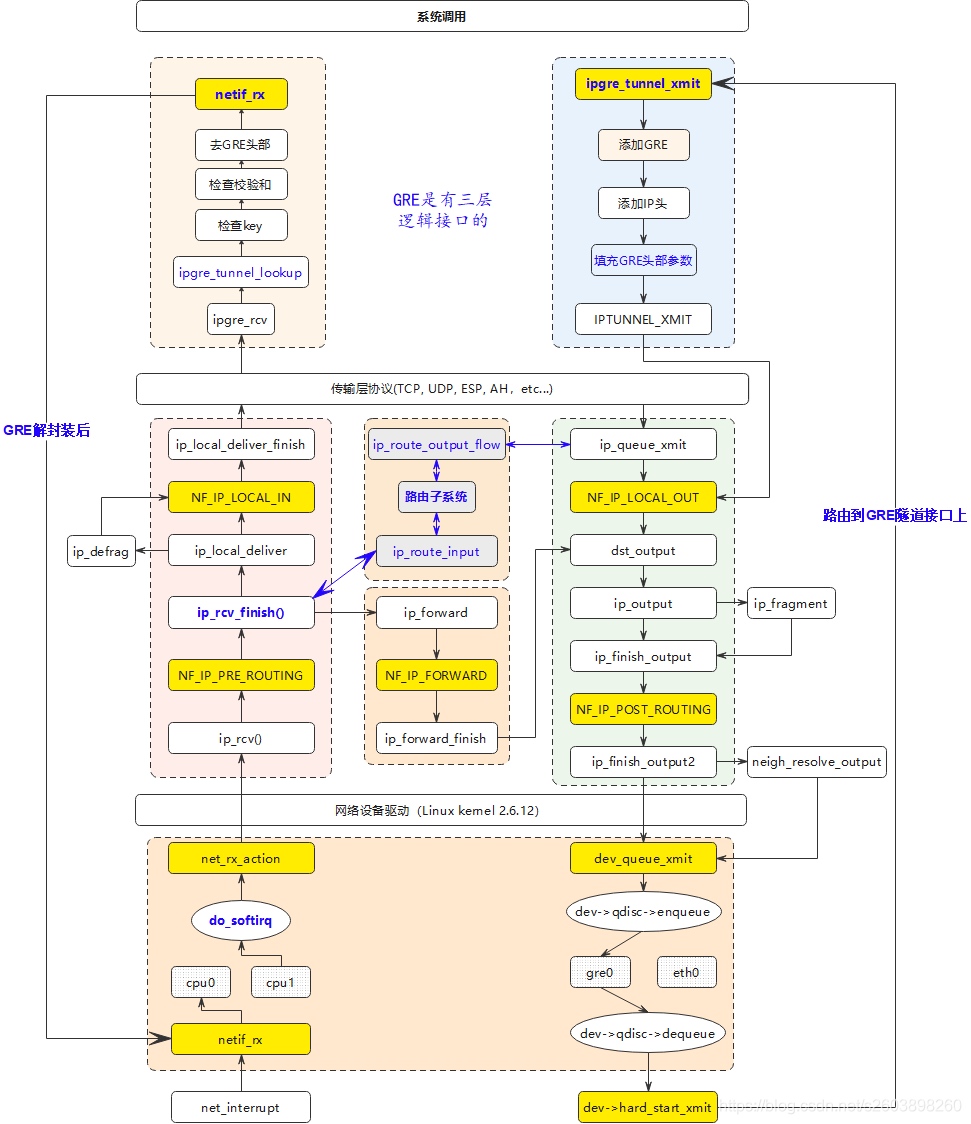 系统调用
netif_rx
去GRE头部
检查校验和
检查key
ipgre_tunnel_lookup
ipgre_rcv
GRE是有三层
逻辑接口的
ipgre_tunnel_xmit
添加GRE
添加IP头
填充GRE头部参数
IPTUNNEL_XMIT
传输层协议(TCP, UDP, ESP, AH，etc...)
GRE解封装后
ip_local_deliver_finish
NF_IP_LOCAL_IN
ip_defrag
ip_local_deliver
ip_rcv_finish()
NF_IP_PRE_ROUTING
ip_rcv()
ip_route_output_flow
路由子系统
ip_route_input
ip_forward
NF_IP_FORWARD
ip_forward_finish
ip_queue_xmit
NF_IP_LOCAL_OUT
dst_output
ip_output
ip_fragment
ip_finish_output
NF_IP_POST_ROUTING
ip_finish_output2
neigh_resolve_output
路由到GRE隧道接口上
网络设备驱动（Linux kernel 2.6.12）
net_rx_action
do_softirq
cpu0
cpu1
netif_rx
net_interrupt
dev_queue_xmit
dev->qdisc->enqueue
gre0
eth0
dev->qdisc->dequeue
dev->hard_start_xmit